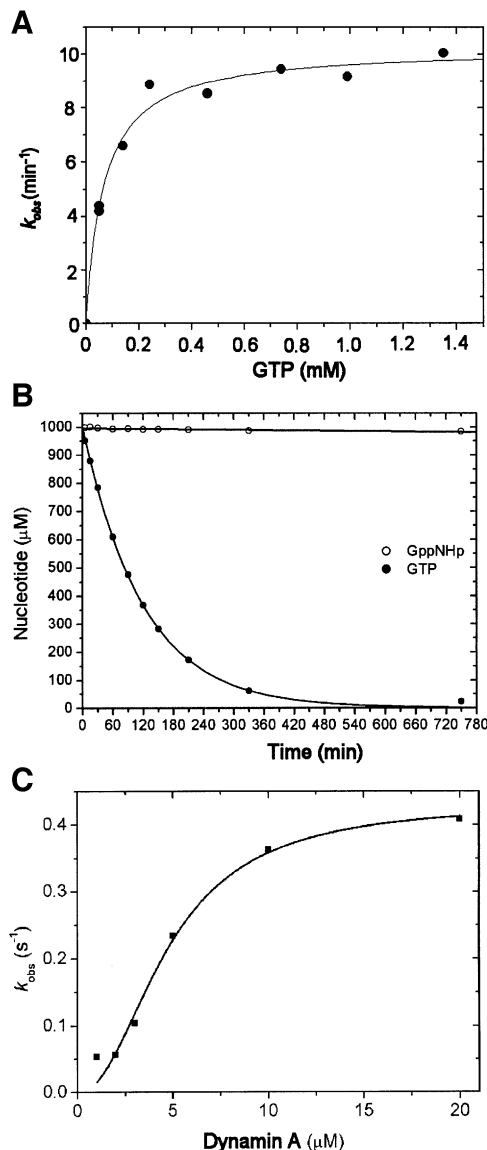 A
10
8
6
4
2
0
k_obs (min⁻¹)
0 0.2 0.4 0.6 0.8 1.0 1.2 1.4
GTP (mM)
B
1000
900
800
700
600
500
400
300
200
100
0
Nucleotide (μM)
GppNHp
GTP
0 60 120 180 240 300 360 420 480 540 600 660 720 780
Time (min)
C
0.4
0.3
0.2
0.1
0.0
k_obs (s⁻¹)
0 5 10 15 20
Dynamin A (μM)